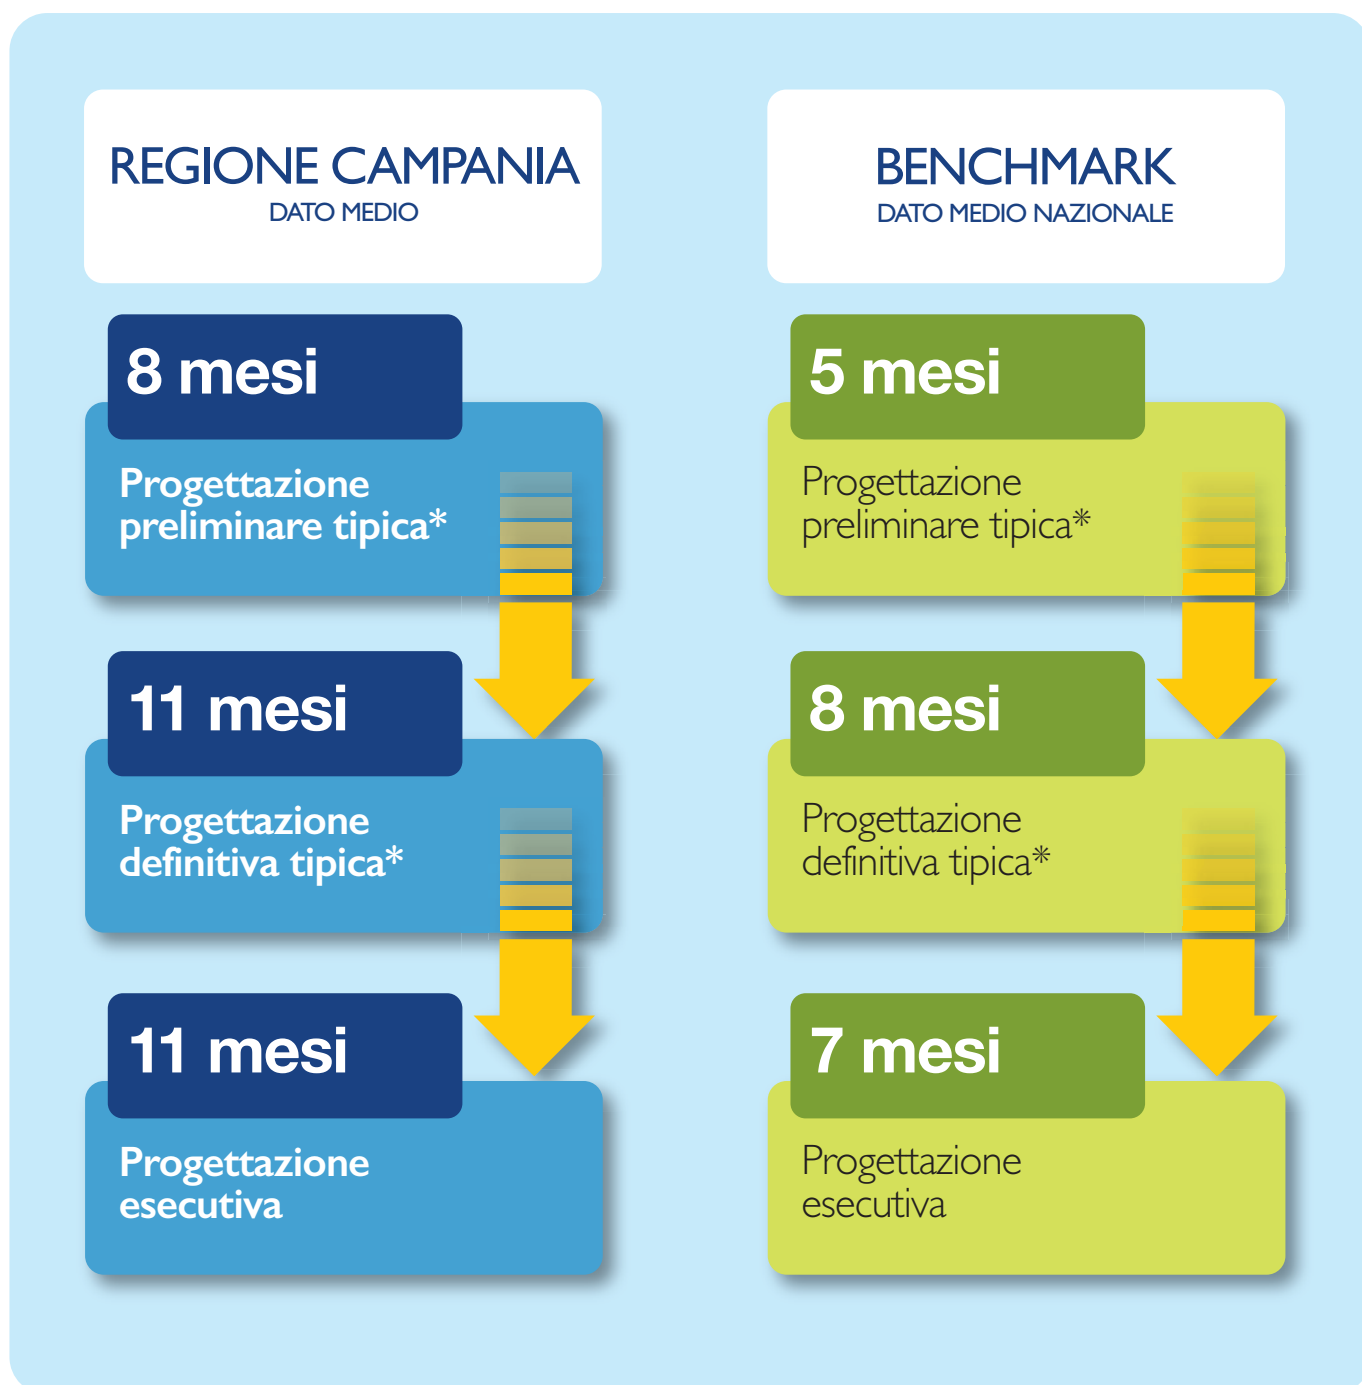 REGIONE CAMPANIA
DATO MEDIO
8 mesi
Progettazione
preliminare tipica*
11 mesi
Progettazione
definitiva tipica*
11 mesi
Progettazione
esecutiva
BENCHMARK
DATO MEDIO NAZIONALE
5 mesi
Progettazione
preliminare tipica*
8 mesi
Progettazione
definitiva tipica*
7 mesi
Progettazione
esecutiva